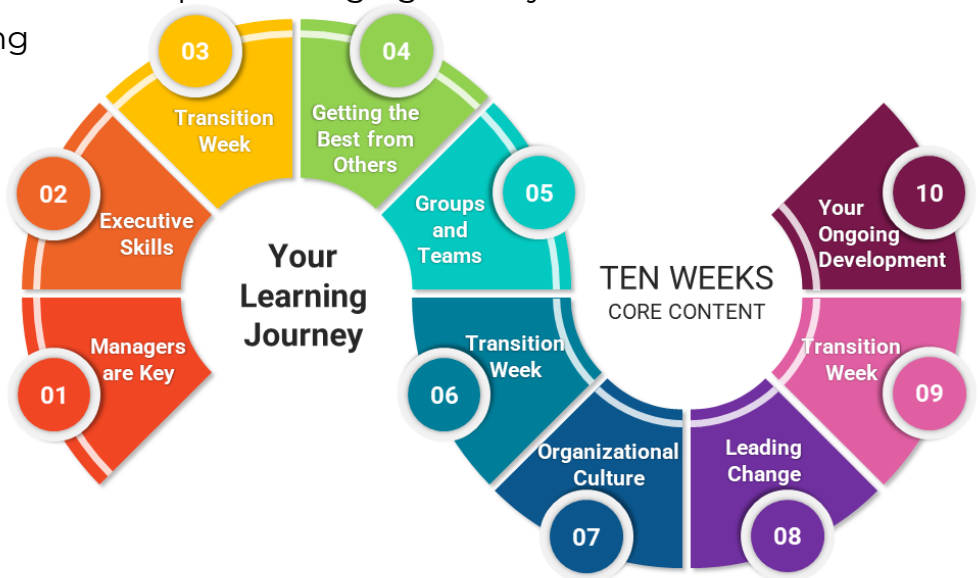 ng
03
Transition
Week
04
Getting the
Best from
Others
02
Executive
Skills
05
Groups
and
Teams
01
Managers
are Key
Your
Learning
Journey
TEN WEEKS
CORE CONTENT
06
Transition
Week
07
Organizational
Culture
08
Leading
Change
09
Transition
Week
10
Your
Ongoing
Development